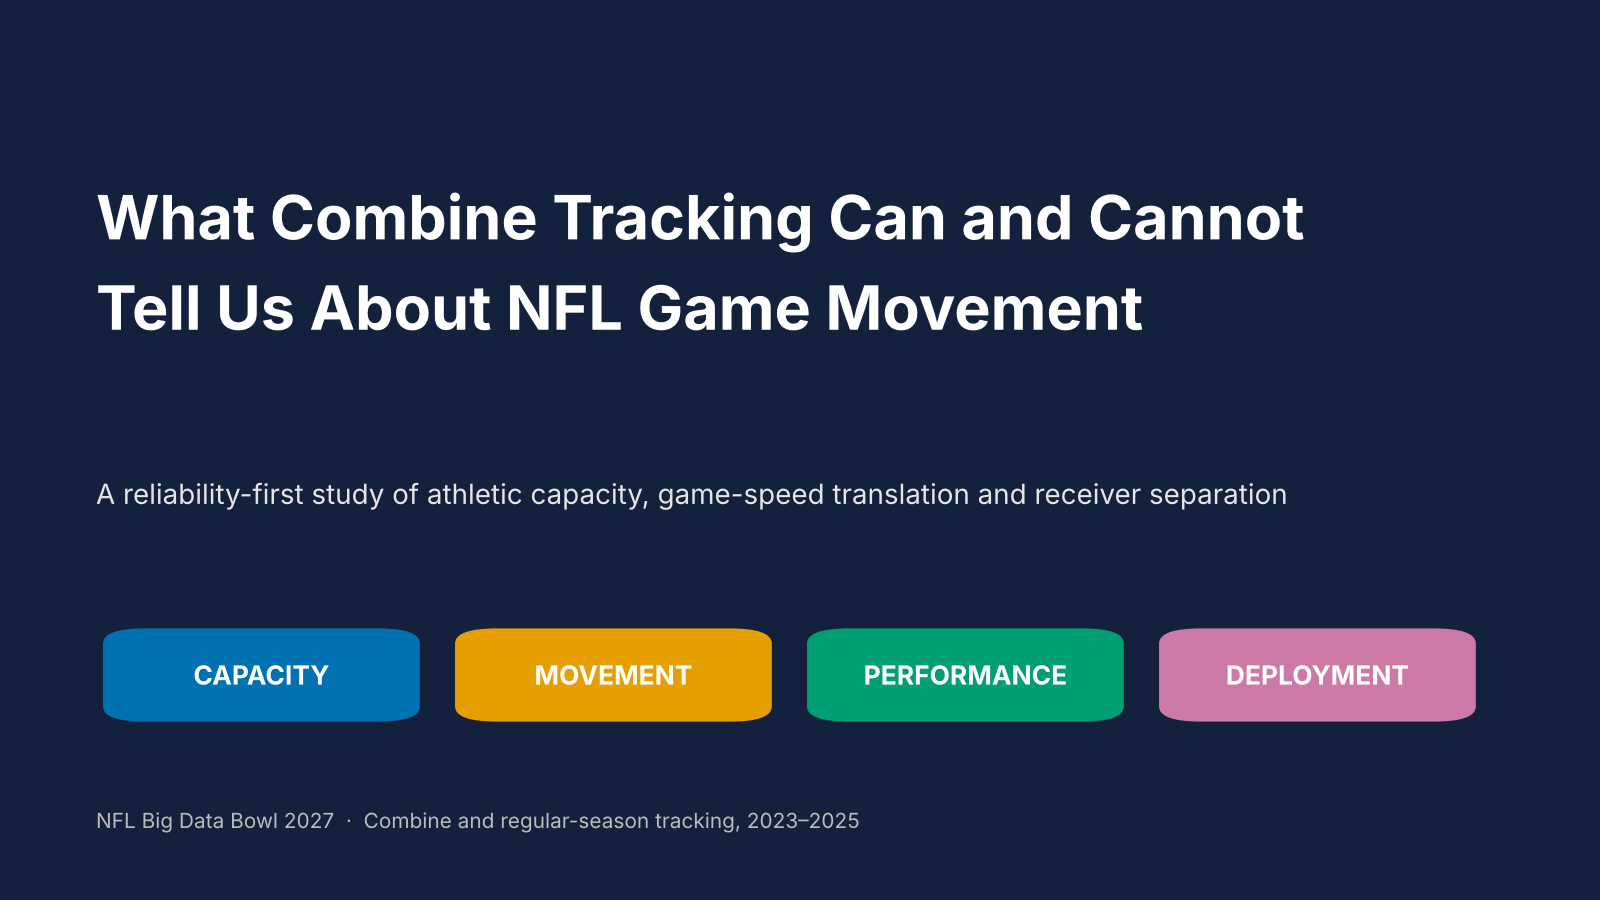 What Combine Tracking Can and Cannot
Tell Us About NFL Game Movement
A reliability-first study of athletic capacity, game-speed translation and receiver separation
CAPACITY
MOVEMENT
PERFORMANCE
DEPLOYMENT
NFL Big Data Bowl 2027 · Combine and regular-season tracking, 2023–2025